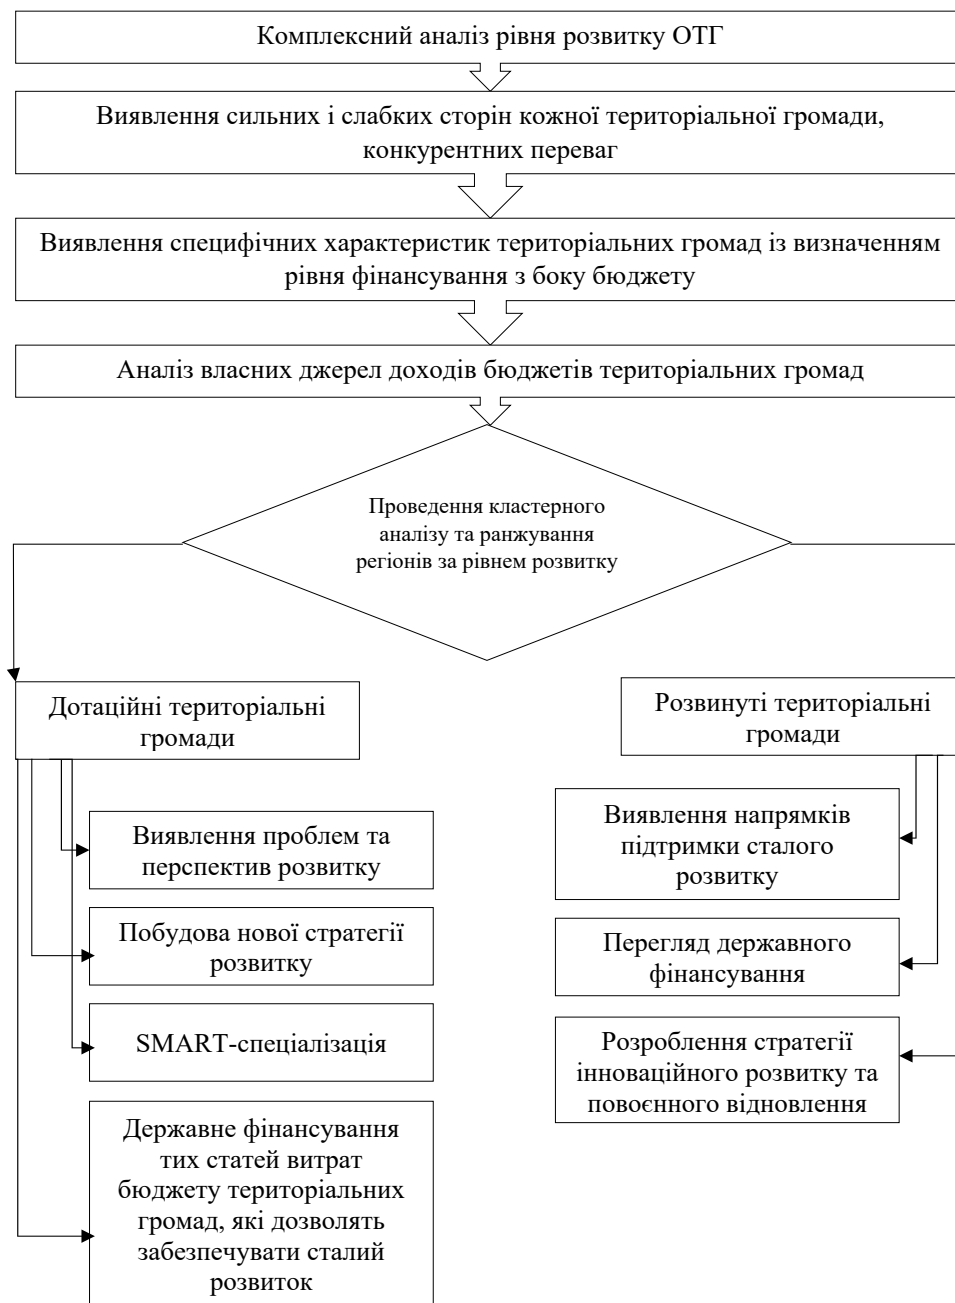 Комплексний аналіз рівня розвитку ОТГ
Виявлення сильних і слабких сторін кожної територіальної громади,
конкурентних переваг
Виявлення специфічних характеристик територіальних громад із визначенням
рівня фінансування з боку бюджету
Аналіз власних джерел доходів бюджетів територіальних громад
Проведення кластерного
аналізу та ранжування
регіонів за рівнем розвитку
Дотаційні територіальні
громади
Виявлення проблем та
перспектив розвитку
Побудова нової стратегії
розвитку
SMART-спеціалізація
Державне фінансування
тих статей витрат
бюджету територіальних
громад, які дозволять
забезпечувати сталий
розвиток
Розвинуті територіальні
громади
Виявлення напрямків
підтримки сталого
розвитку
Перегляд державного
фінансування
Розроблення стратегії
інноваційного розвитку та
повоєнного відновлення